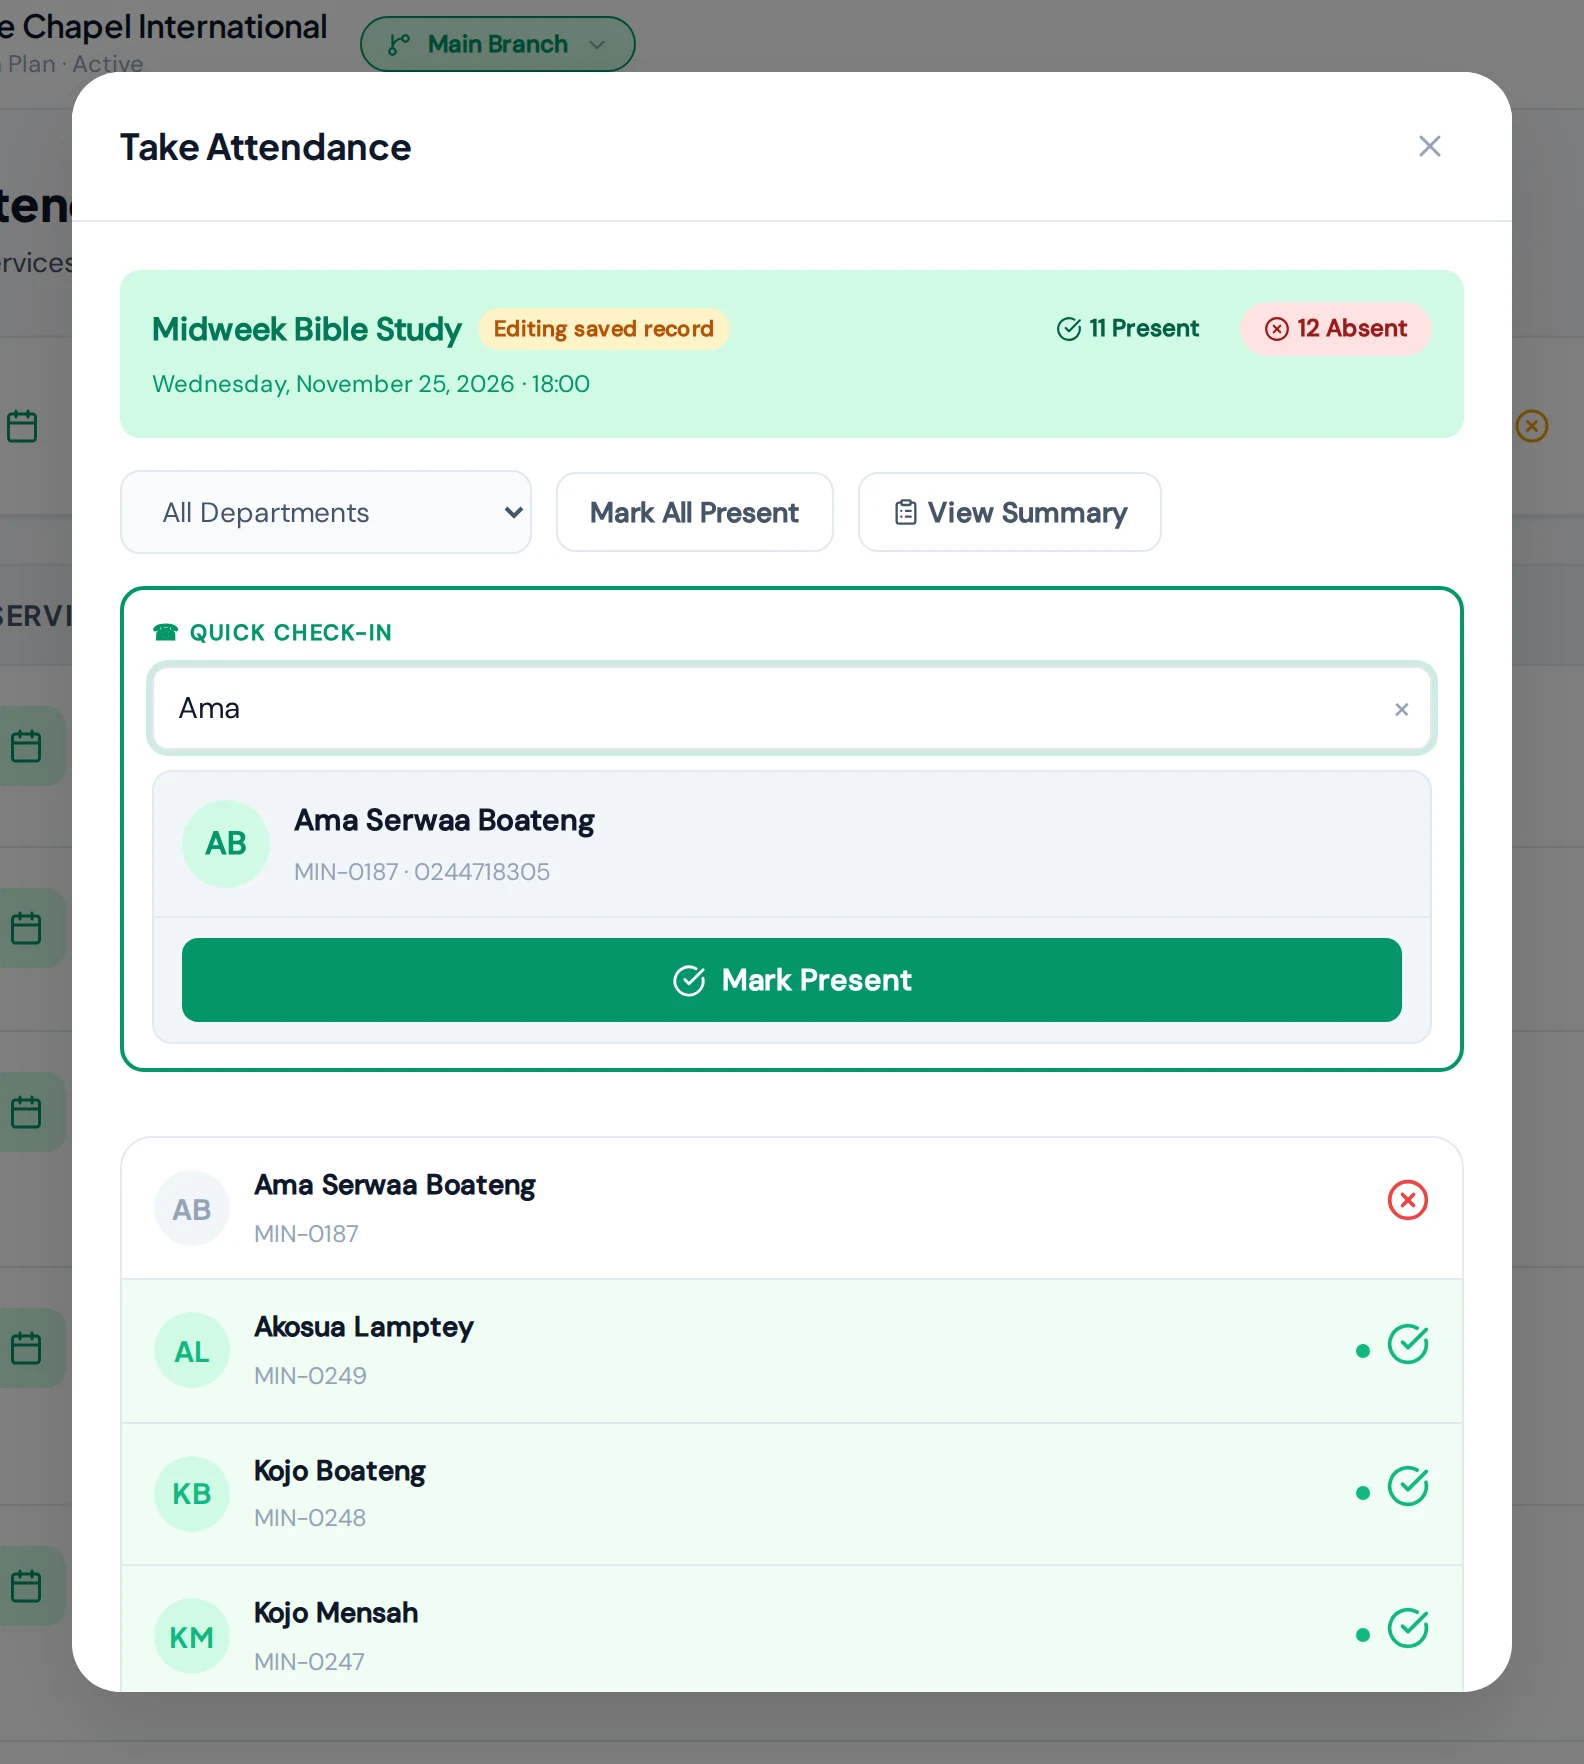 e Chapel International
Plan · Active
Main Branch
Take Attendance
ten
ervices
Midweek Bible Study
Editing saved record
11 Present
12 Absent
Wednesday, November 25, 2026 · 18:00
All Departments
Mark All Present
View Summary
SERVI
☎ QUICK CHECK-IN
Ama
×
AB
Ama Serwaa Boateng
MIN-0187 · 0244718305
Mark Present
AB
Ama Serwaa Boateng
MIN-0187
AL
Akosua Lamptey
MIN-0249
KB
Kojo Boateng
MIN-0248
KM
Kojo Mensah
MIN-0247